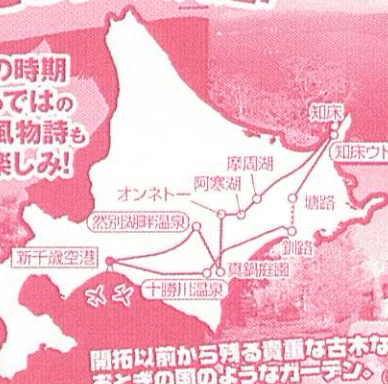 の時期
らではの
風物詩も
楽しみ!
知床
知床ウト
摩周湖
阿寒湖
オンネトー
塘路
然別湖畔温泉
釧路
新千歳空港
真鍋庭園
十勝川温泉
開拓以前から残る貴重な古木な
おとぎの国のようなガーデン。